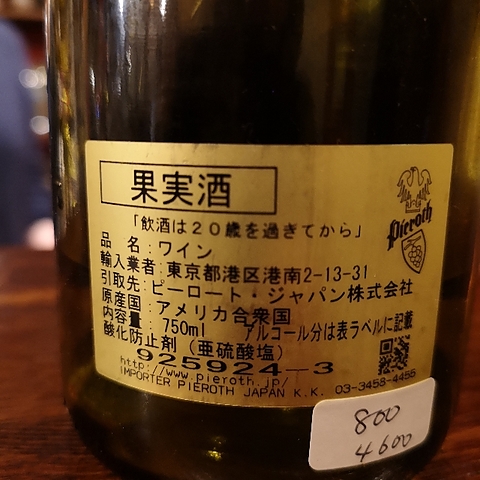 果実酒
「飲酒は20歳を過ぎてから」
品 名：ワイン
輸入業者：東京都港区港南2-13-31
引取先：ピーロート・ジャパン株式会社
原産国：アメリカ合衆国
内容量：750ml アルコール分は表ラベルに記載
酸化防止剤（亜硫酸塩）
925924-3
http://www.pieroth.jp/
IMPORTER PIEROTH JAPAN K.K. 03-3458-4455
Pieroth
800
4600